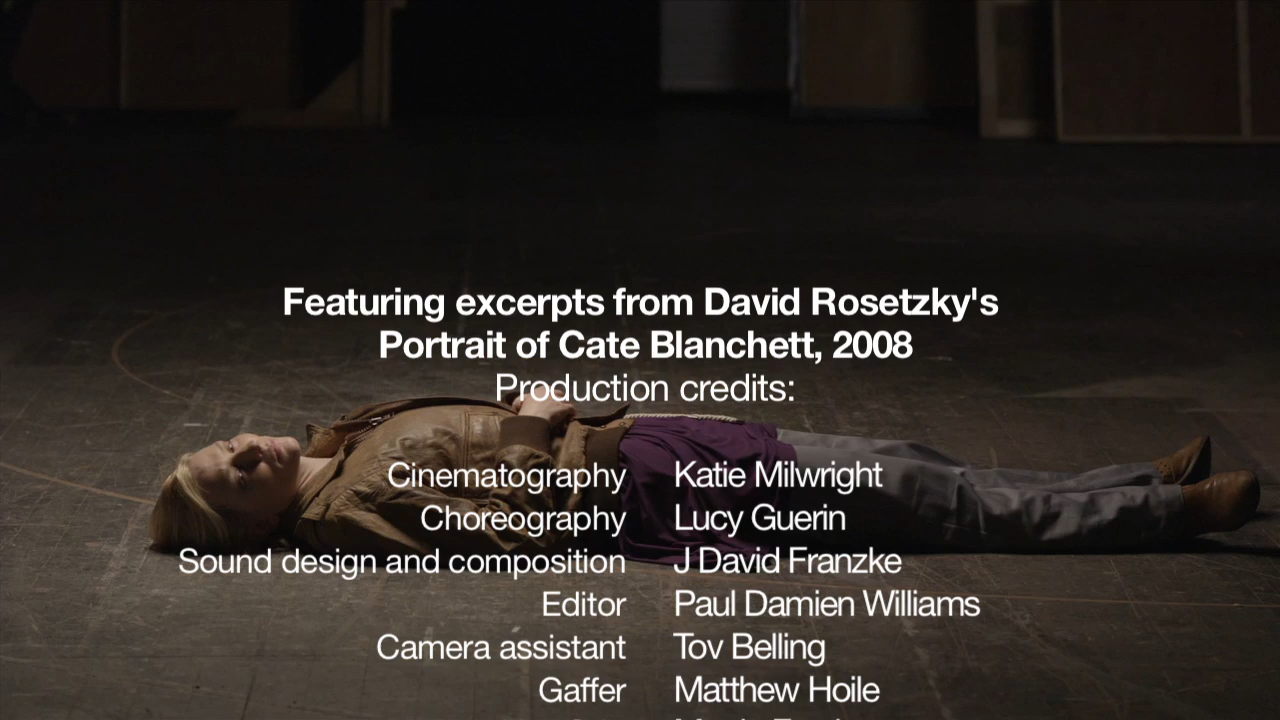 Featuring excerpts from David Rosetzky's
Portrait of Cate Blanchett, 2008
Production credits:
Cinematography Katie Milwright
Choreography Lucy Guerin
Sound design and composition J David Franzke
Editor Paul Damien Williams
Camera assistant Tov Belling
Gaffer Matthew Hoile